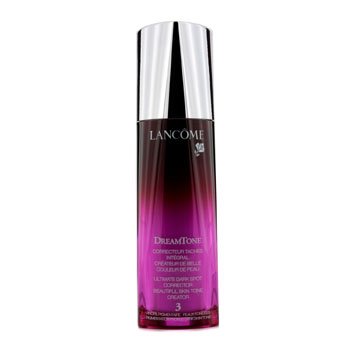 LANCÔME
DREAMTONE
CORRECTEUR TACHES
INTÉGRAL
CRÉATEUR DE BELLE
COULEUR DE PEAU
ULTIMATE DARK SPOT
CORRECTOR
BEAUTIFUL SKIN TONE
CREATOR
3